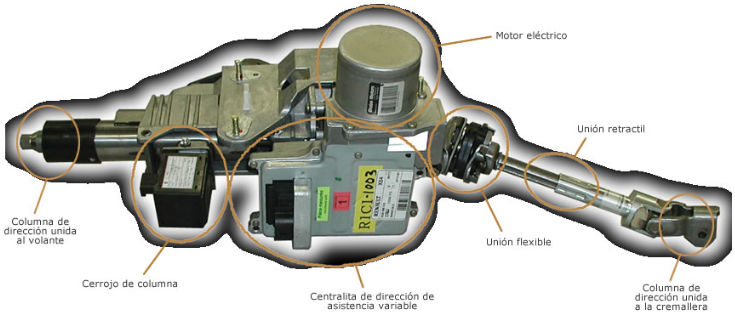 Motor eléctrico
Unión retractil
Columna de
dirección unida
al volante
Unión flexible
Cerrojo de columna
Centralita de dirección de
asistencia variable
Columna de
dirección unida
a la cremallera
R1C1-1003
1
RENAULT